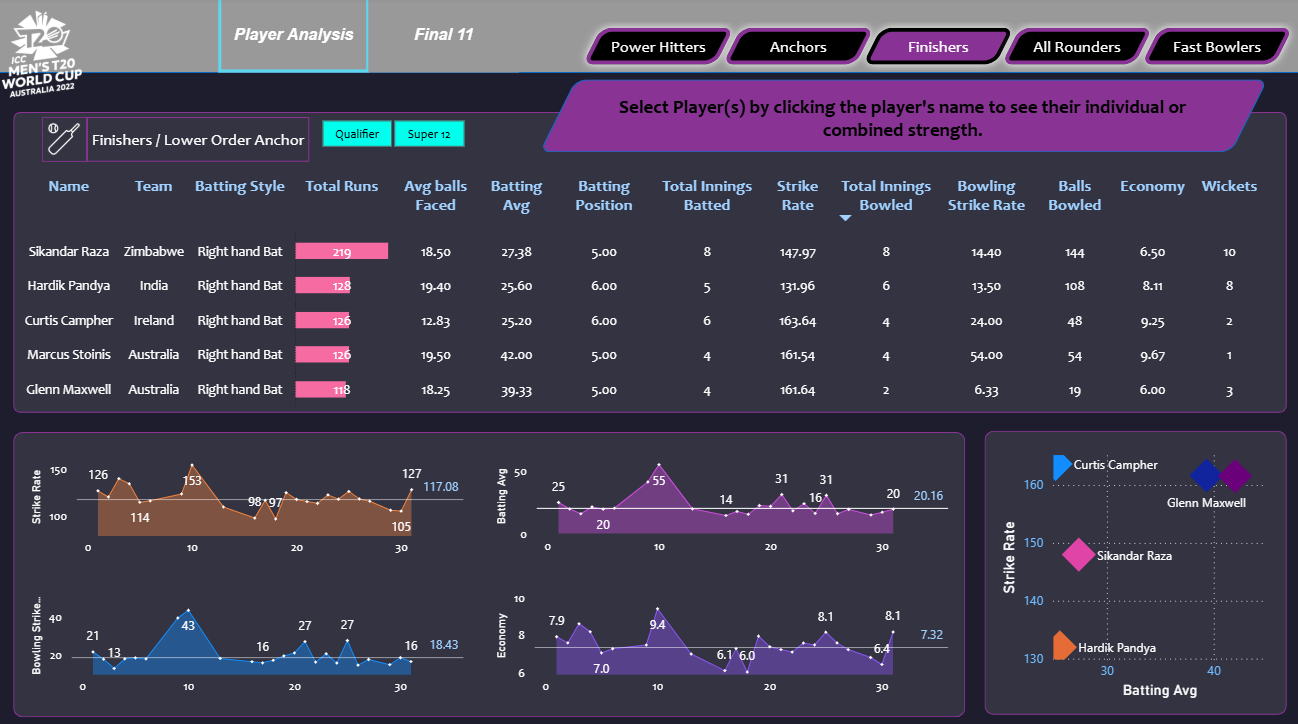 ICC
MEN'S T20
WORLD CUP
AUSTRALIA 2022
Player Analysis
Final 11
Power Hitters
Anchors
Finishers
All Rounders
Fast Bowlers
Select Player(s) by clicking the player's name to see their individual or
combined strength.
Finishers / Lower Order Anchor
Qualifier
Super 12
Name Team Batting Style Total Runs Avg balls Faced Batting Avg Batting Position Total Innings Batted Strike Rate Total Innings Bowled Bowling Strike Rate Balls Bowled Economy Wickets
Sikandar Raza Zimbabwe Right hand Bat 219 18.50 27.38 5.00 8 147.97 8 14.40 144 6.50 10
Hardik Pandya India Right hand Bat 128 19.40 25.60 6.00 5 131.96 6 13.50 108 8.11 8
Curtis Campher Ireland Right hand Bat 126 12.83 25.20 6.00 6 163.64 4 24.00 48 9.25 2
Marcus Stoinis Australia Right hand Bat 126 19.50 42.00 5.00 4 161.54 4 54.00 54 9.67 1
Glenn Maxwell Australia Right hand Bat 118 18.25 39.33 5.00 4 161.64 2 6.33 19 6.00 3
Strike Rate
150
100
126
114
153
98
97
127
105
117.08
0 10 20 30
Batting Avg
50
0
25
20
55
14
31
16
31
20
20.16
0 10 20 30
Bowling Strike...
40
20
21
13
43
16
27
27
16
18.43
0 10 20 30
Economy
10
8
6
7.9
7.0
9.4
6.1
6.0
8.1
6.4
8.1
7.32
0 10 20 30
Strike Rate
160
150
140
130
Curtis Campher
Glenn Maxwell
Sikandar Raza
Hardik Pandya
30 40
Batting Avg